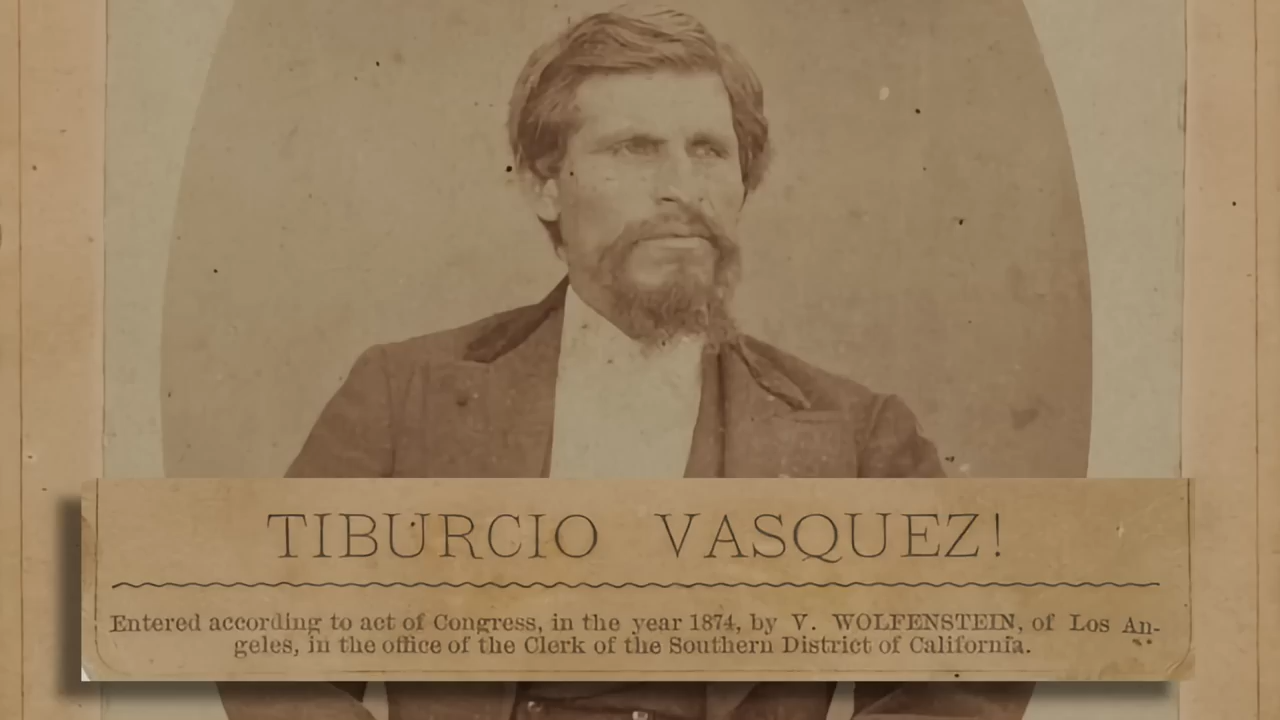 TIBURCIO VASQUEZ!
Entered according to act of Congress, in the year 1874, by V. WOLFENSTEIN, of Los An-
geles, in the office of the Clerk of the Southern District of California.